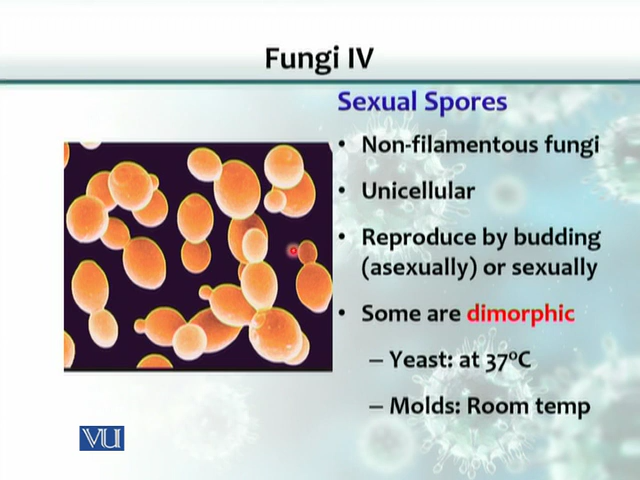 Fungi IV
Sexual Spores
• Non-filamentous fungi
• Unicellular
• Reproduce by budding
(asexually) or sexually
• Some are dimorphic
– Yeast: at 37°C
– Molds: Room temp
VU